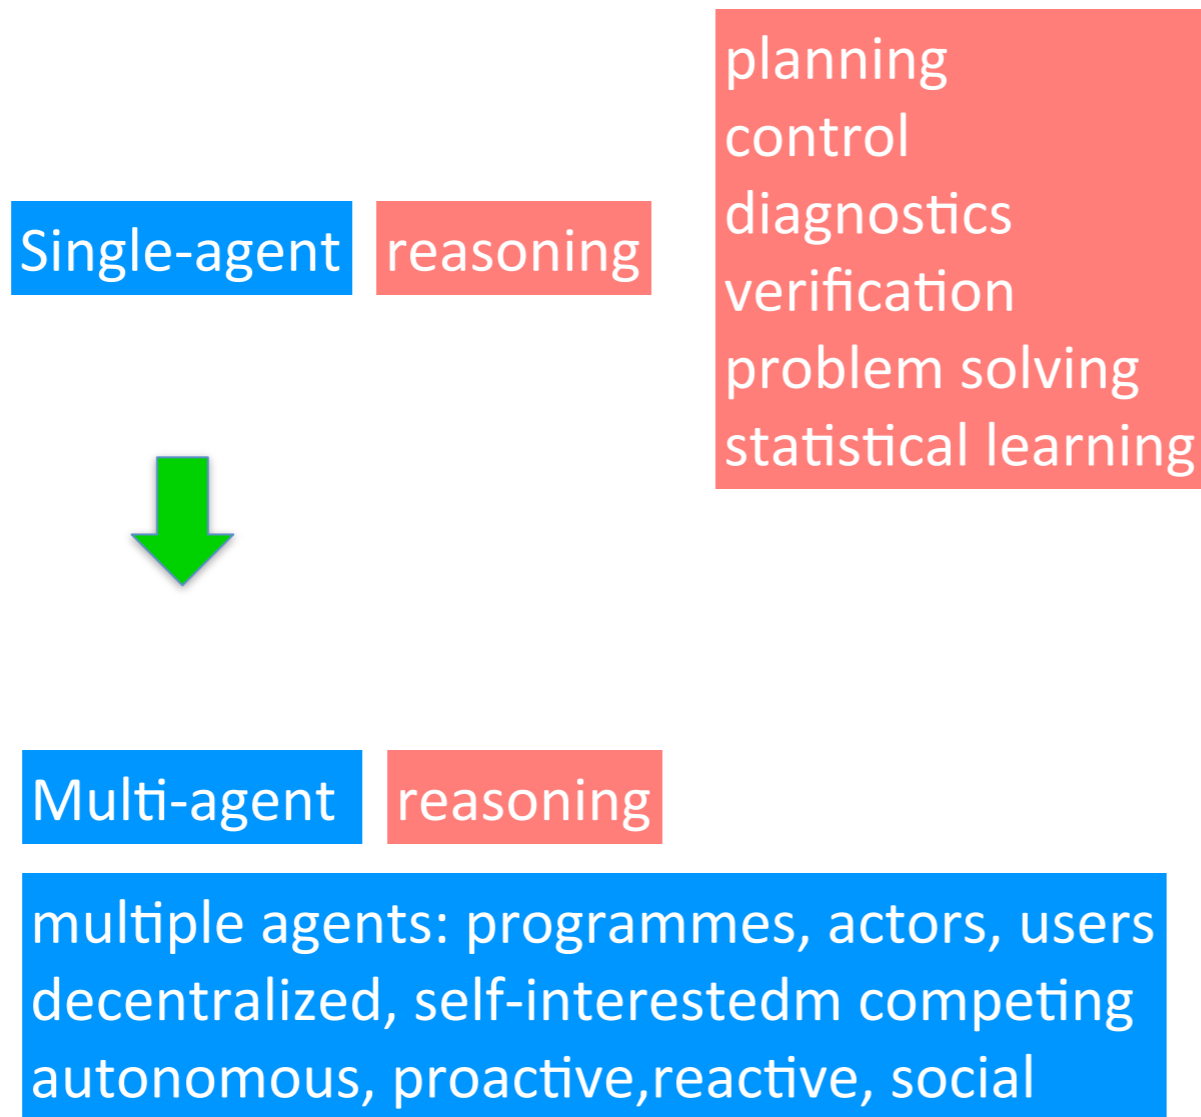 planning
control
diagnostics
verification
problem solving
statistical learning
Single-agent reasoning
Multi-agent reasoning
multiple agents: programmes, actors, users
decentralized, self-interestedm competing
autonomous, proactive,reactive, social